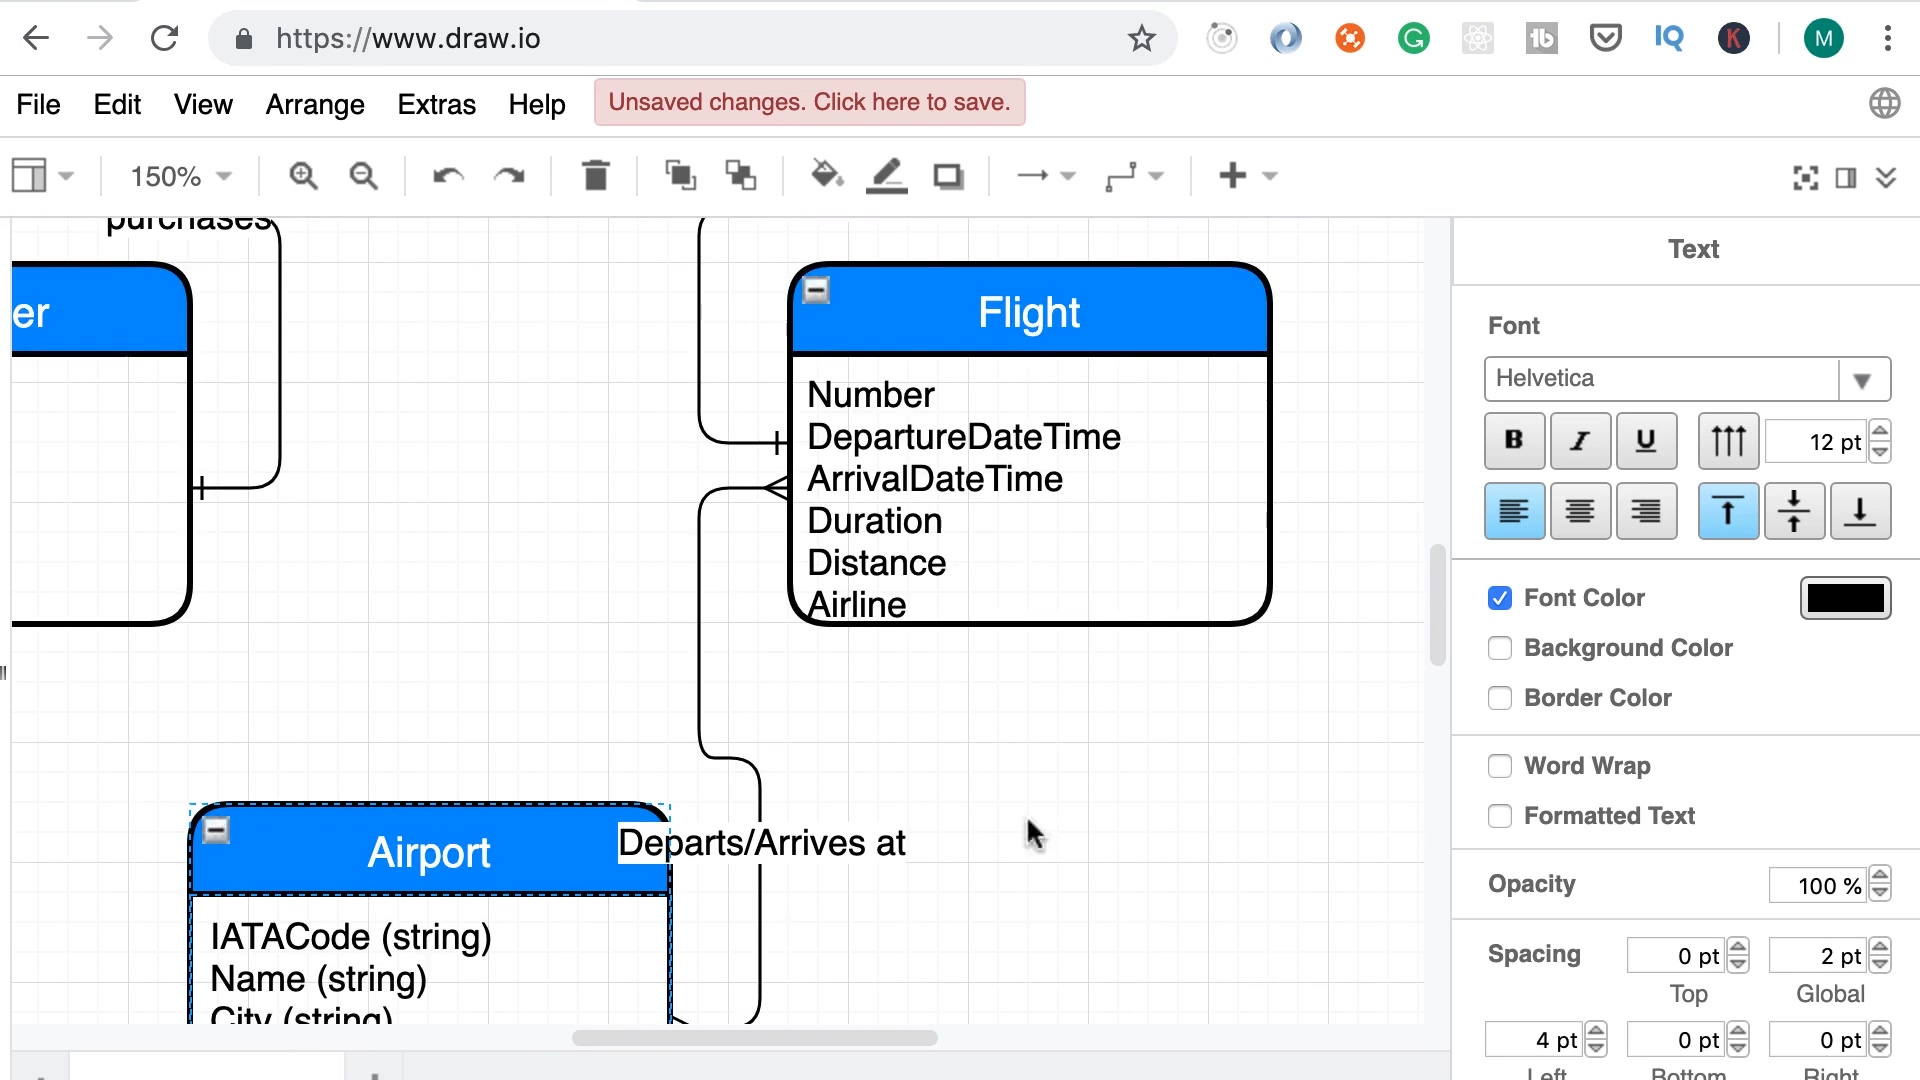 https://www.draw.io
M
File Edit View Arrange Extras Help Unsaved changes. Click here to save.
150%
purchases
er
Flight
Number
DepartureDateTime
ArrivalDateTime
Duration
Distance
Airline
Airport
Departs/Arrives at
IATACode (string)
Name (string)
City (string)
Text
Font
Helvetica
B I U 12 pt
Font Color
Background Color
Border Color
Word Wrap
Formatted Text
Opacity 100 %
Spacing 0 pt 2 pt
Top Global
4 pt 0 pt 0 pt
Left Bottom Right